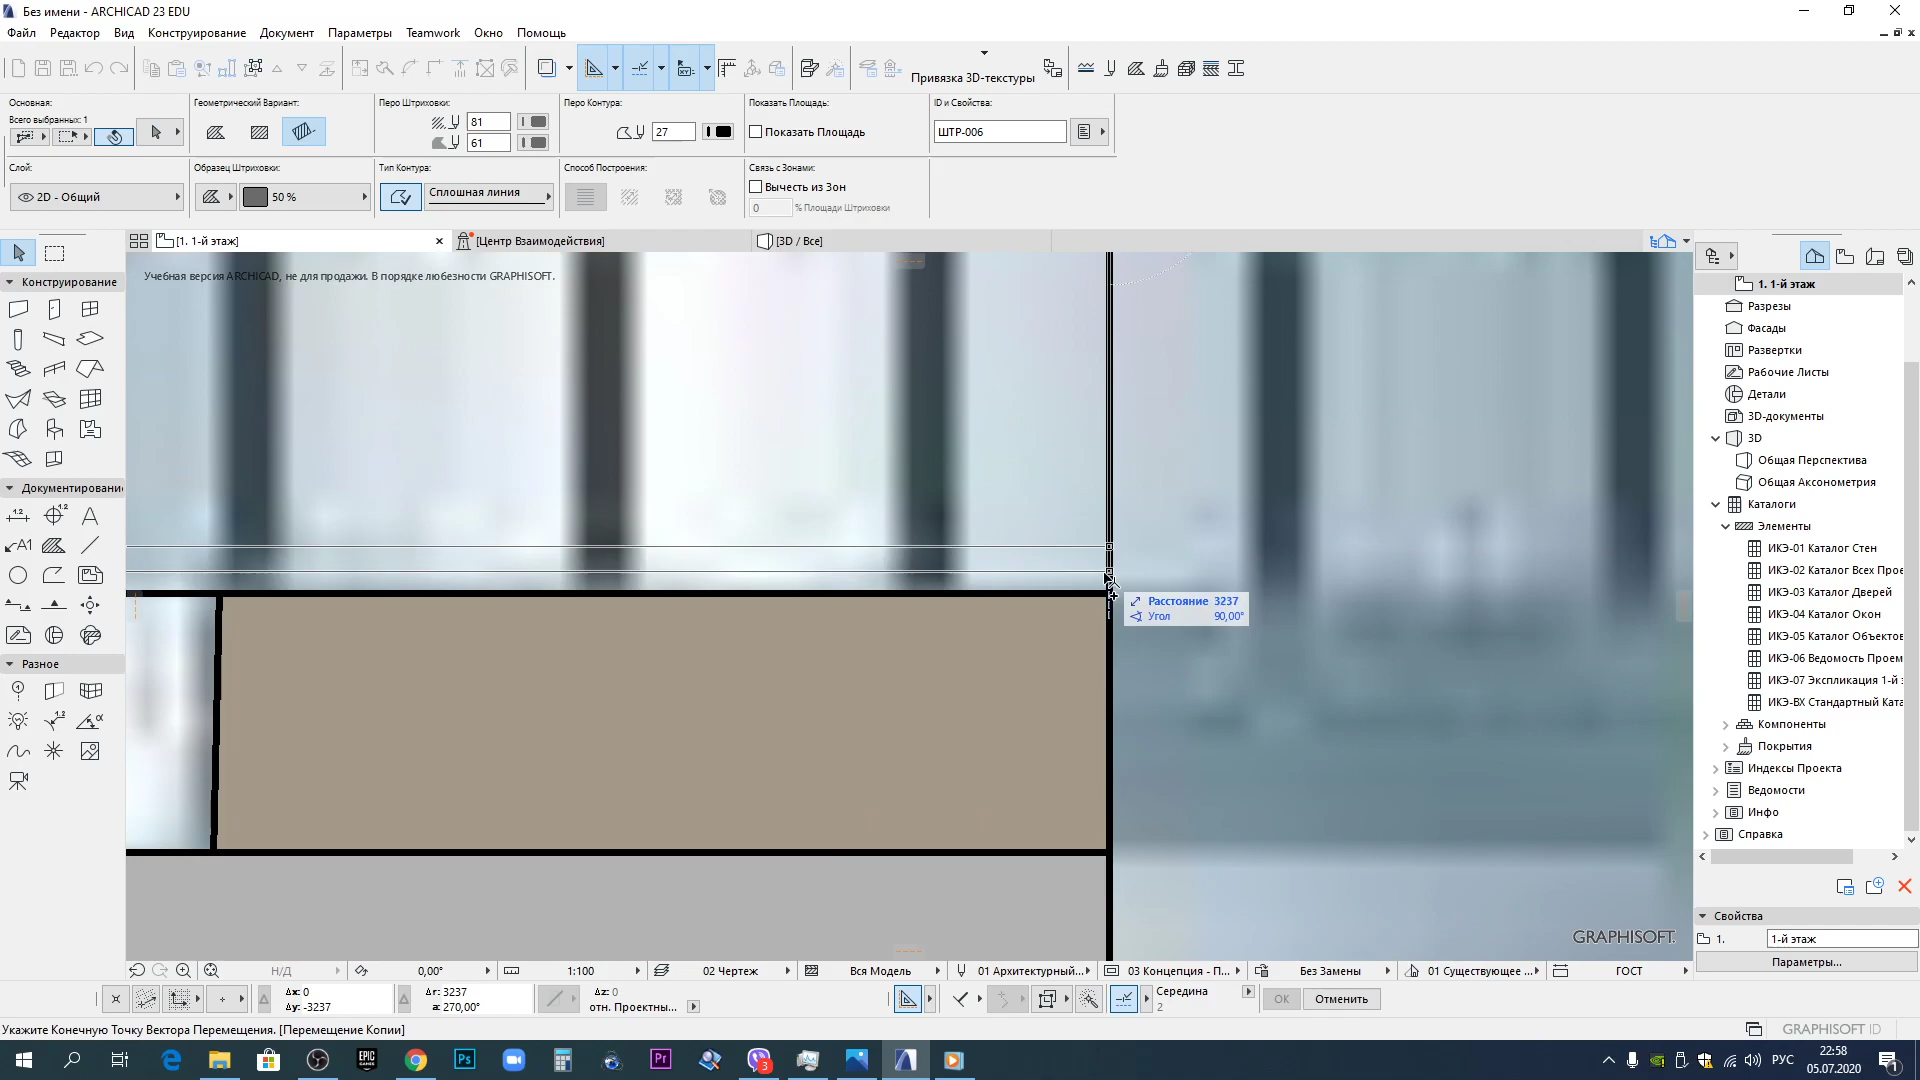 Без имени - ARCHICAD 23 EDU
Файл Редактор Вид Конструирование Документ Параметры Teamwork Окно Помощь
Привязка 3D-текстуры
Основная:
Всего выбранных: 1
Геометрический Вариант:
Перо Штриховки:
81
61
Перо Контура:
27
Показать Площадь:
Показать Площадь
ID и Свойства:
ШТР-006
Слой:
2D - Общий
Образец Штриховки:
50 %
Тип Контура:
Сплошная линия
Способ Построения:
Связь с Зонами:
Вычесть из Зон
0
% Площади Штриховки
[1. 1-й этаж]
[Центр Взаимодействия]
[3D / Все]
Учебная версия ARCHICAD, не для продажи. В порядке любезности GRAPHISOFT.
Конструирование
Документирование
Разное
Расстояние 3237
Угол 90,00°
GRAPHISOFT.
1. 1-й этаж
Разрезы
Фасады
Развертки
Рабочие Листы
Детали
3D-документы
3D
Общая Перспектива
Общая Аксонометрия
Каталоги
Элементы
ИКЭ-01 Каталог Стен
ИКЭ-02 Каталог Всех Прое
ИКЭ-03 Каталог Дверей
ИКЭ-04 Каталог Окон
ИКЭ-05 Каталог Объектов
ИКЭ-06 Ведомость Проем
ИКЭ-07 Экспликация 1-й э
ИКЭ-ВХ Стандартный Ката
Компоненты
Покрытия
Индексы Проекта
Ведомости
Инфо
Справка
Свойства
1. 1-й этаж
Параметры...
Н/Д 0,00° 1:100 02 Чертеж Вся Модель 01 Архитектурный... 03 Концепция - П... Без Замены 01 Существующее ... ГОСТ
Δx: 0
Δy: -3237
Δr: 3237
a: 270,00°
Δz: 0
отн. Проектны...
Середина
2
ОК
Отменить
Укажите Конечную Точку Вектора Перемещения. [Перемещение Копии]
GRAPHISOFT ID
EPIC GAMES
Ps
Pr
3
РУС
22:58
05.07.2020
1